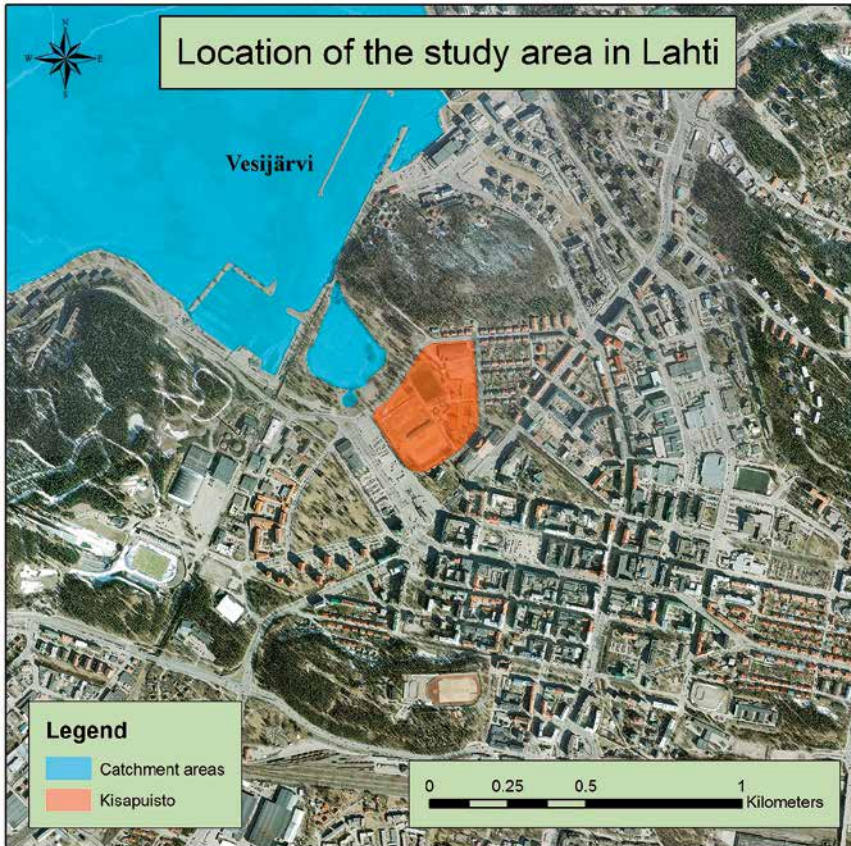 Location of the study area in Lahti
N
W E
S
Vesijärvi
Legend
Catchment areas
Kisapuisto
0 0.25 0.5 1
Kilometers